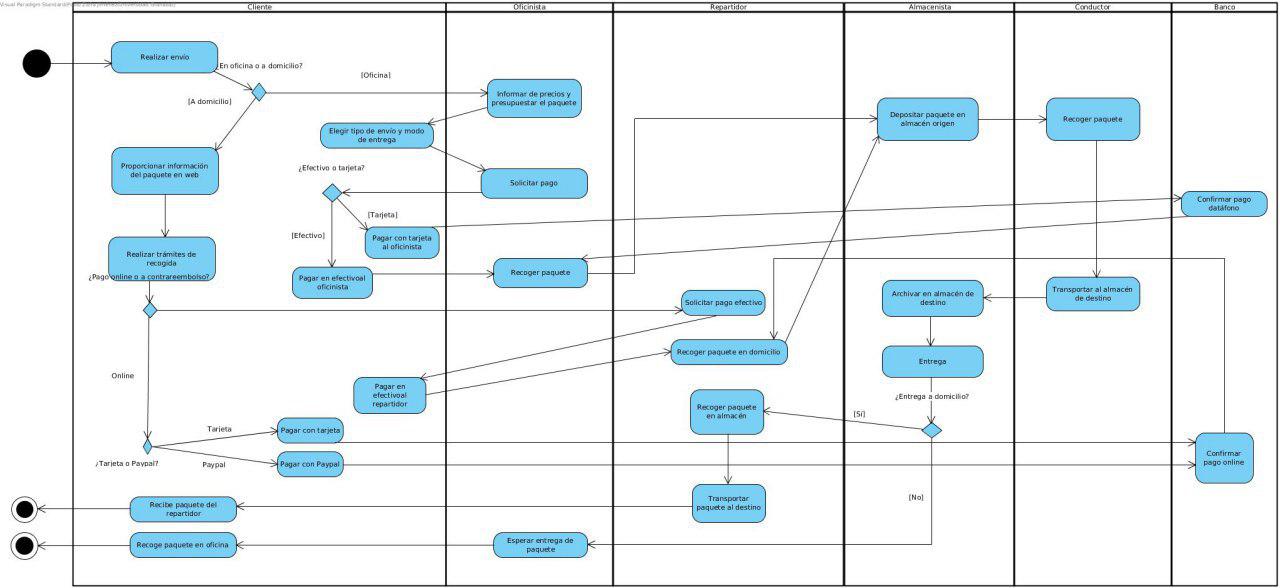 Visual Paradigm Standard
Cliente
Oficinista
Repartidor
Almacenista
Conductor
Banco
Realizar envío
En oficina o a domicilio?
[Oficina]
[A domicilio]
Informar de precios y
presupuestar el paquete
Elegir tipo de envío y modo
de entrega
Depositar paquete en
almacén origen
Recoger paquete
Proporcionar información
del paquete en web
¿Efectivo o tarjeta?
Solicitar pago
[Tarjeta]
[Efectivo]
Pagar con tarjeta
al oficinista
Confirmar pago
datáfono
Realizar trámites de
recogida
¿Pago online o a contrareembolso?
Pagar en efectivoal
oficinista
Recoger paquete
Solicitar pago efectivo
Archivar en almacén de
destino
Transportar al almacén
de destino
Recoger paquete en domicilio
Entrega
Online
Pagar en
efectivoal
repartidor
Recoger paquete
en almacén
¿Entrega a domicilio?
[Sí]
Tarjeta
Pagar con tarjeta
¿Tarjeta o Paypal?
Paypal
Pagar con Paypal
Confirmar
pago online
Recibe paquete del
repartidor
Transportar
paquete al destino
[No]
Recoge paquete en oficina
Esperar entrega de
paquete